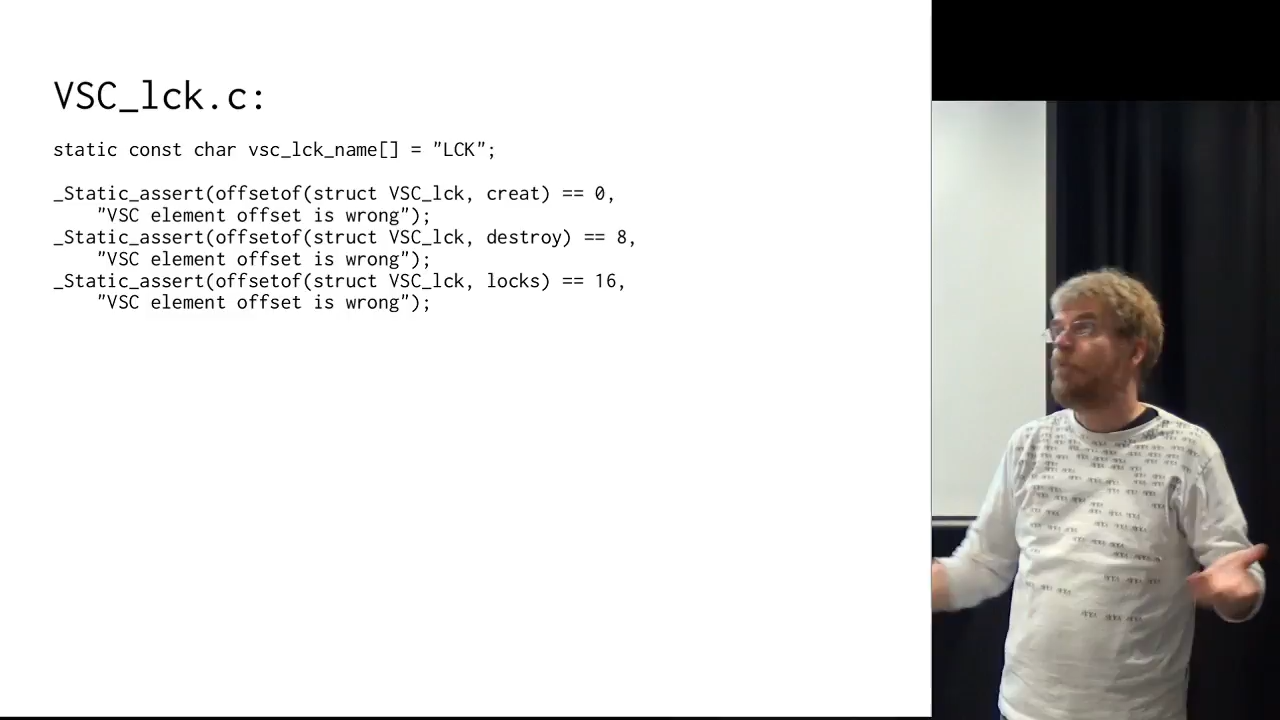 VSC_lck.c:
static const char vsc_lck_name[] = "LCK";
_Static_assert(offsetof(struct VSC_lck, creat) == 0,
"VSC element offset is wrong");
_Static_assert(offsetof(struct VSC_lck, destroy) == 8,
"VSC element offset is wrong");
_Static_assert(offsetof(struct VSC_lck, locks) == 16,
"VSC element offset is wrong");